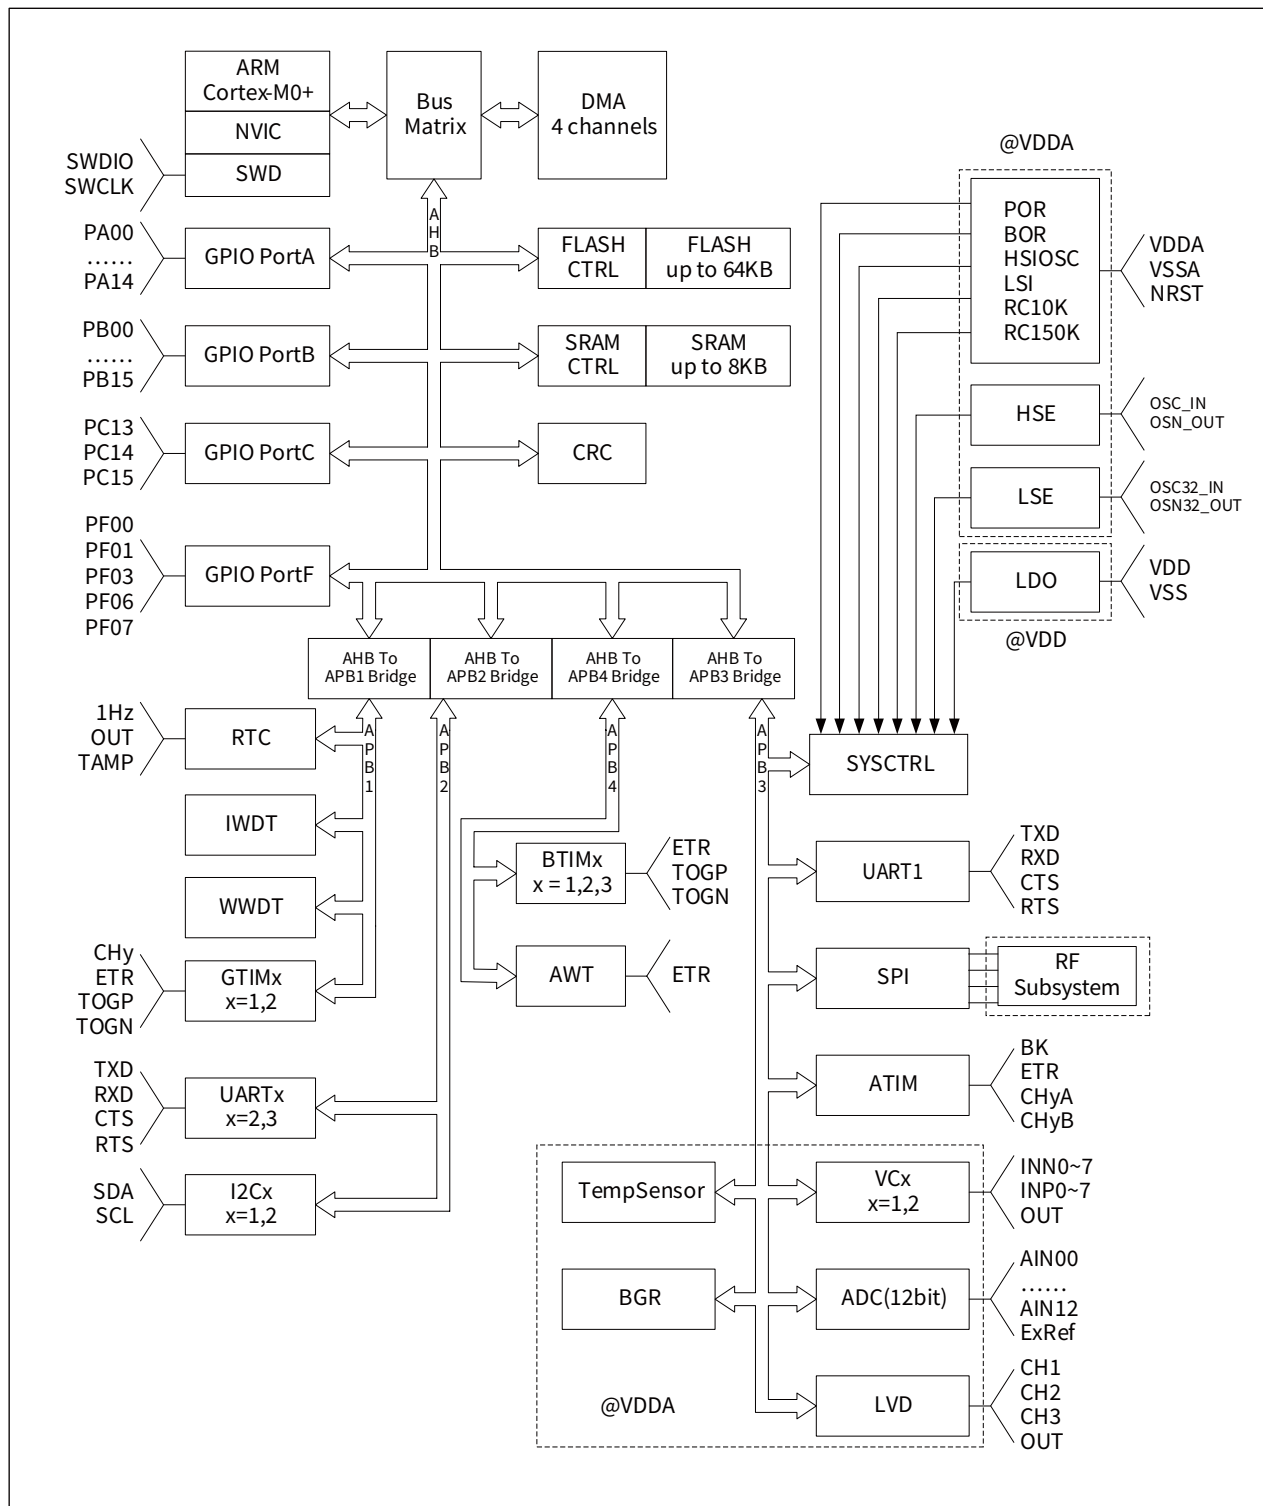 ARM
Cortex-M0+
NVIC
SWD
Bus
Matrix
DMA
4 channels
SWDIO
SWCLK
@VDDA
AHB
PA00
......
PA14
GPIO PortA
FLASH
CTRL
FLASH
up to 64KB
POR
BOR
HSIOSC
LSI
RC10K
RC150K
VDDA
VSSA
NRST
PB00
......
PB15
GPIO PortB
SRAM
CTRL
SRAM
up to 8KB
HSE
OSC_IN
OSN_OUT
PC13
PC14
PC15
GPIO PortC
CRC
LSE
OSC32_IN
OSN32_OUT
PF00
PF01
PF03
PF06
PF07
GPIO PortF
LDO
VDD
VSS
@VDD
AHB To
APB1 Bridge
AHB To
APB2 Bridge
AHB To
APB4 Bridge
AHB To
APB3 Bridge
1Hz
OUT
TAMP
RTC
APB1
APB2
APB4
APB3
SYSCTRL
IWDT
BTIMx
x = 1,2,3
ETR
TOGP
TOGN
UART1
TXD
RXD
CTS
RTS
WWDT
CHy
ETR
TOGP
TOGN
GTIMx
x=1,2
AWT
ETR
SPI
RF
Subsystem
TXD
RXD
CTS
RTS
UARTx
x=2,3
ATIM
BK
ETR
CHyA
CHyB
SDA
SCL
I2Cx
x=1,2
TempSensor
VCx
x=1,2
INN0~7
INP0~7
OUT
BGR
ADC(12bit)
AIN00
......
AIN12
ExRef
@VDDA
LVD
CH1
CH2
CH3
OUT